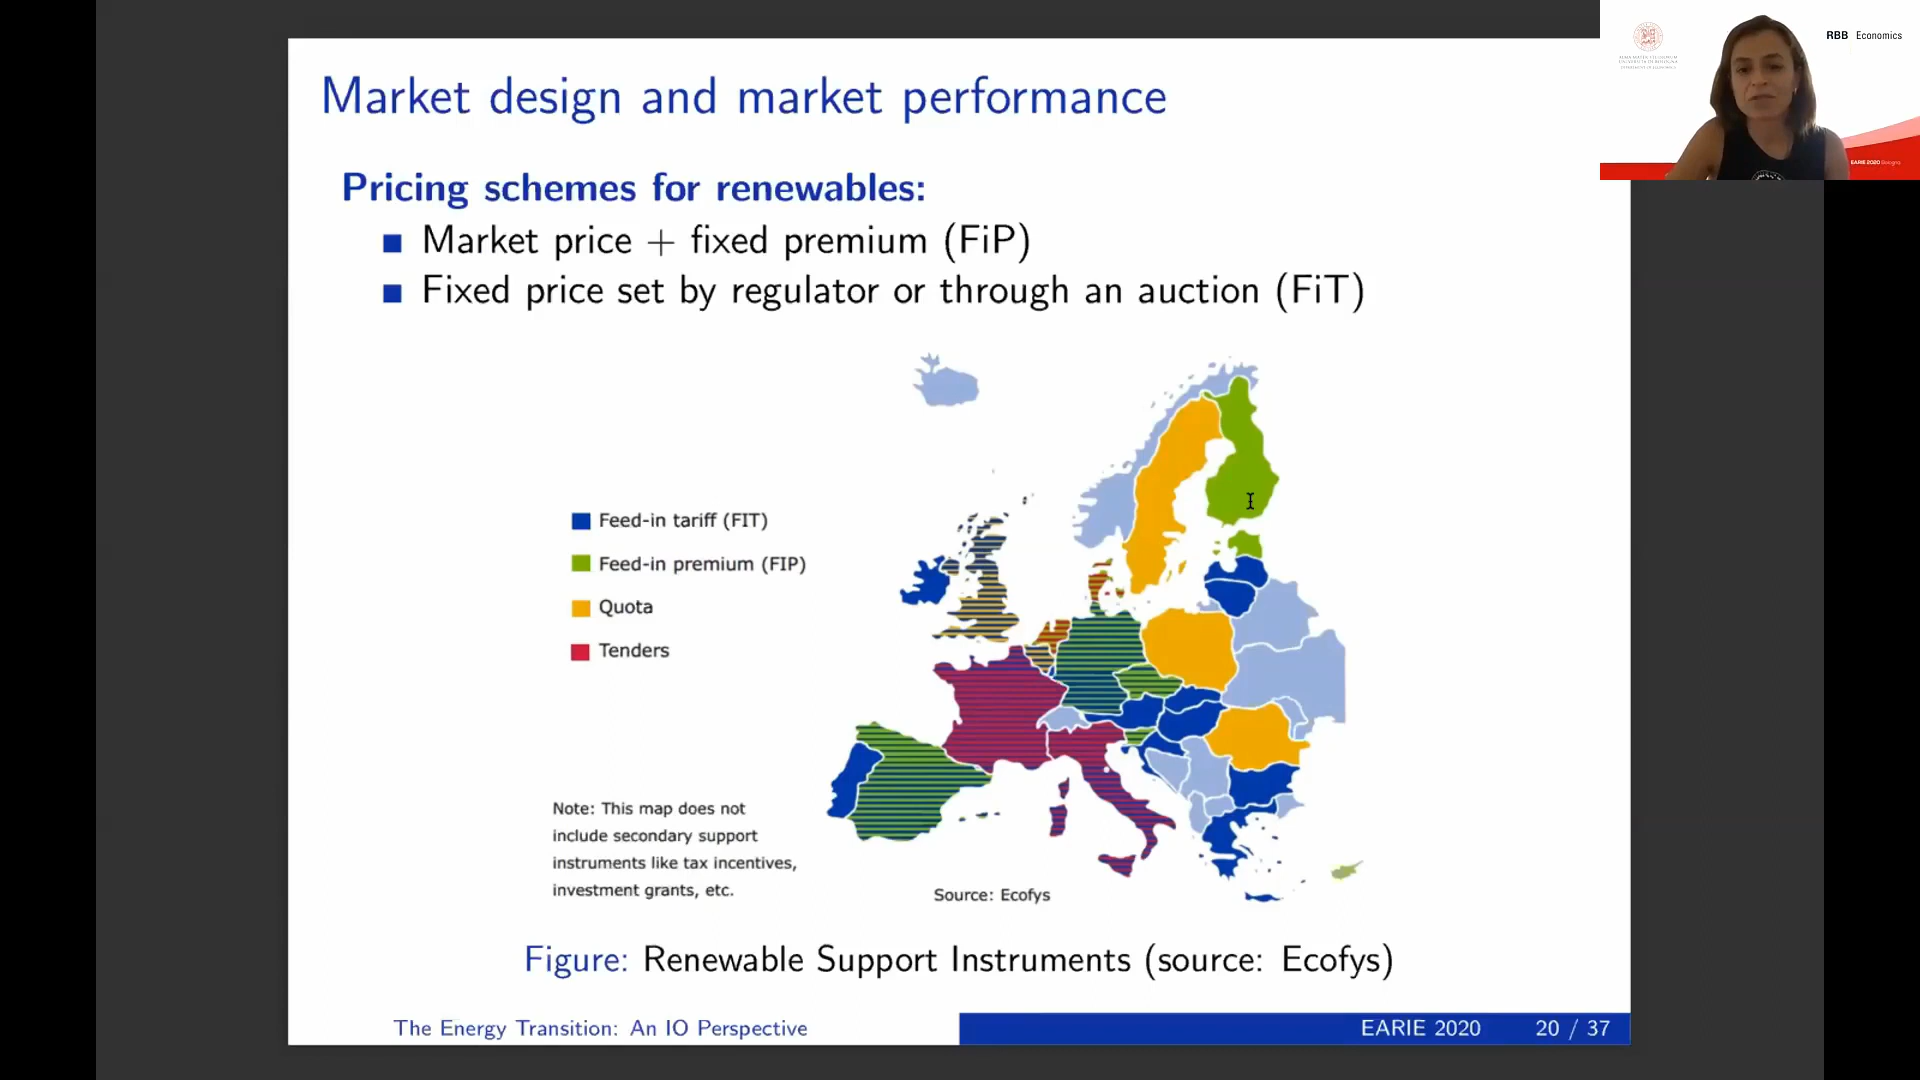 Market design and market performance
Pricing schemes for renewables:
Market price + fixed premium (FiP)
Fixed price set by regulator or through an auction (FiT)
Feed-in tariff (FIT)
Feed-in premium (FIP)
Quota
Tenders
Note: This map does not
include secondary support
instruments like tax incentives,
investment grants, etc.
Source: Ecofys
Figure: Renewable Support Instruments (source: Ecofys)
The Energy Transition: An IO Perspective
EARIE 2020
20 / 37
RBB Economics
EARIE 2020 Bologna